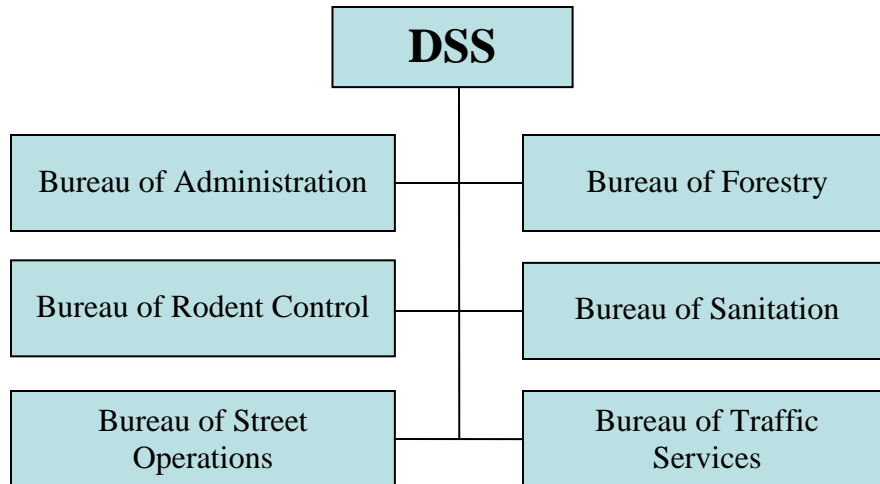 DSS
Bureau of Administration
Bureau of Forestry
Bureau of Rodent Control
Bureau of Sanitation
Bureau of Street
Operations
Bureau of Traffic
Services